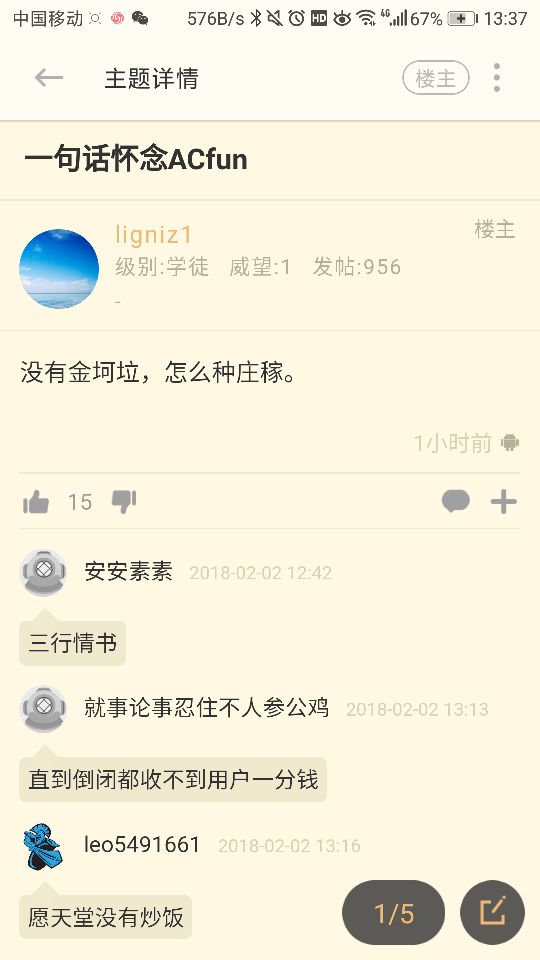 中国移动 576B/s HD 4G 67% 13:37
主题详情 楼主
一句话怀念ACfun
ligniz1 楼主
级别:学徒 威望:1 发帖:956
-
没有金坷垃，怎么种庄稼。
1小时前
15
安安素素 2018-02-02 12:42
三行情书
就事论事忍住不人参公鸡 2018-02-02 13:13
直到倒闭都收不到用户一分钱
leo5491661 2018-02-02 13:16
愿天堂没有炒饭
1/5